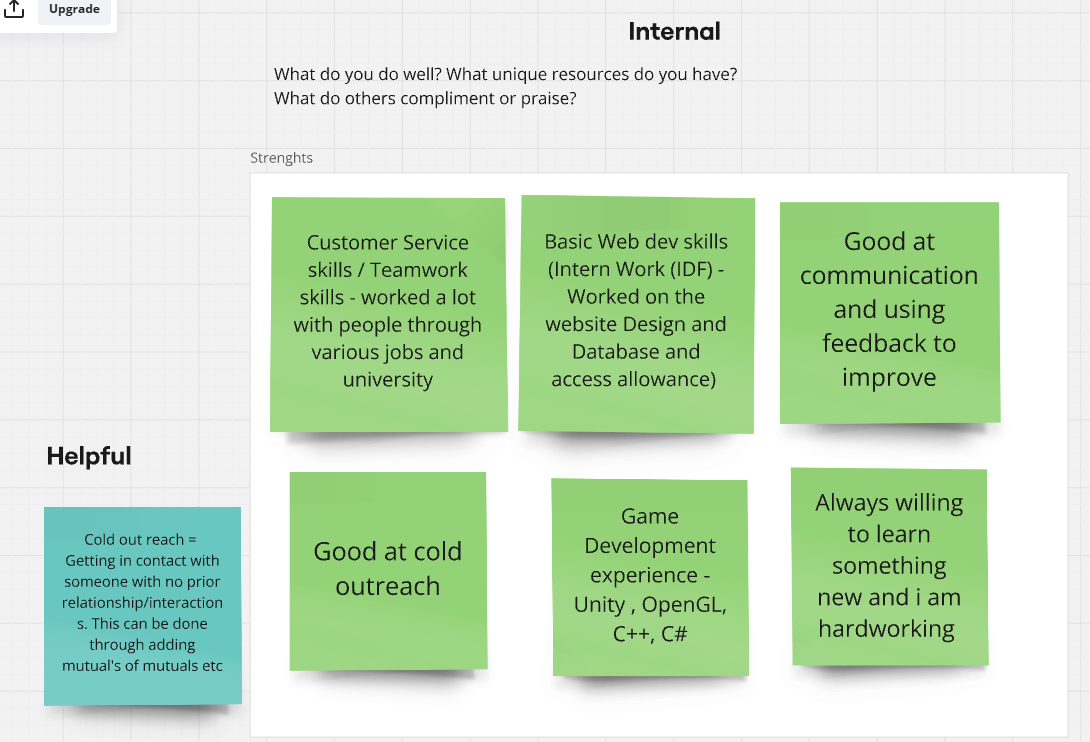 Upgrade
Internal
What do you do well? What unique resources do you have?
What do others compliment or praise?
Strenghts
Customer Service
skills / Teamwork
skills - worked a lot
with people through
various jobs and
university
Basic Web dev skills
(Intern Work (IDF) -
Worked on the
website Design and
Database and
access allowance)
Good at
communication
and using
feedback to
improve
Helpful
Cold out reach =
Getting in contact with
someone with no prior
relationship/interaction
s. This can be done
through adding
mutual's of mutuals etc
Good at cold
outreach
Game
Development
experience -
Unity , OpenGL,
C++, C#
Always willing
to learn
something
new and i am
hardworking